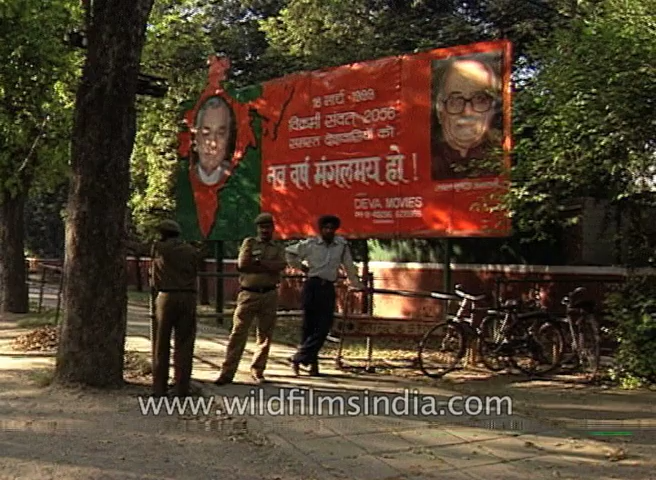 18 मार्च 1999
विक्रमी संवत् 2056
समस्त देशवासियों को
नव वर्ष मंगलमय हो !
DEVA MOVIES
www.wildfilmsindia.com